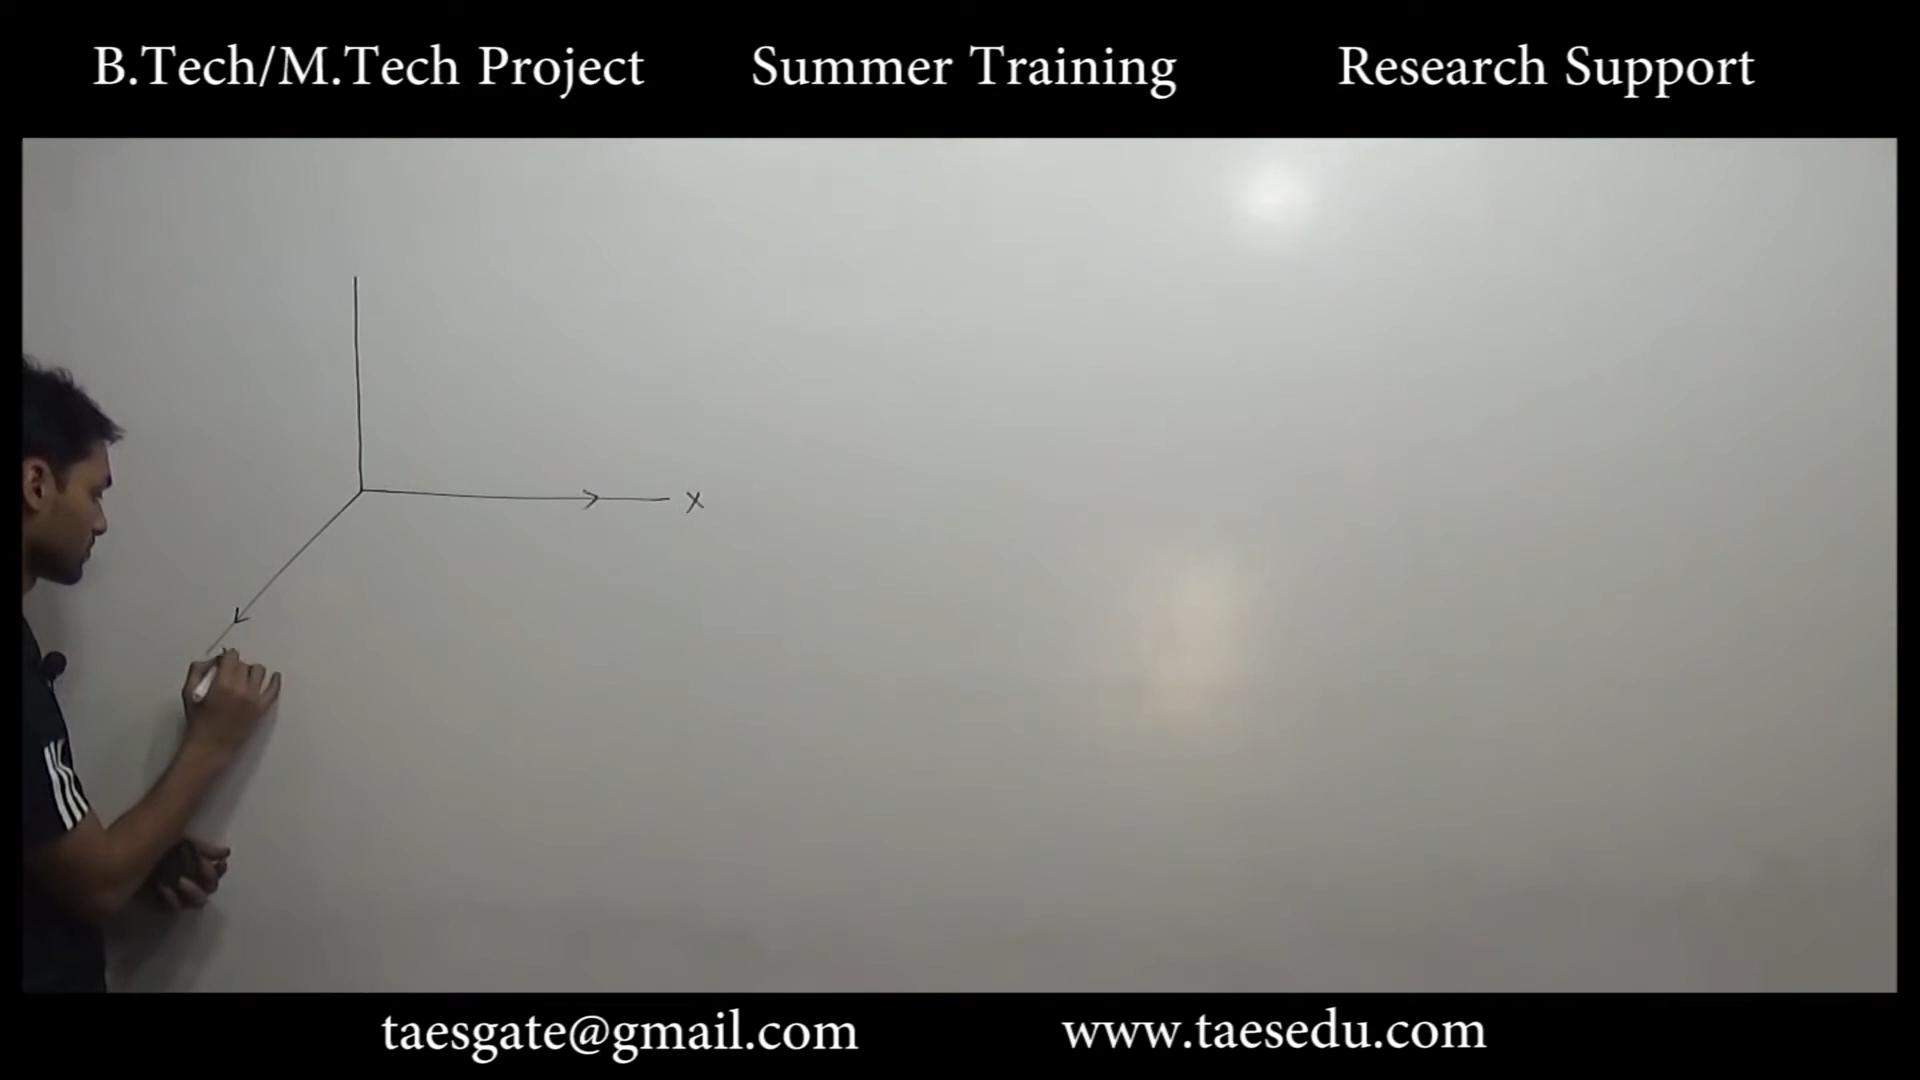 B.Tech/M.Tech Project Summer Training Research Support
x
taesgate@gmail.com www.taesedu.com